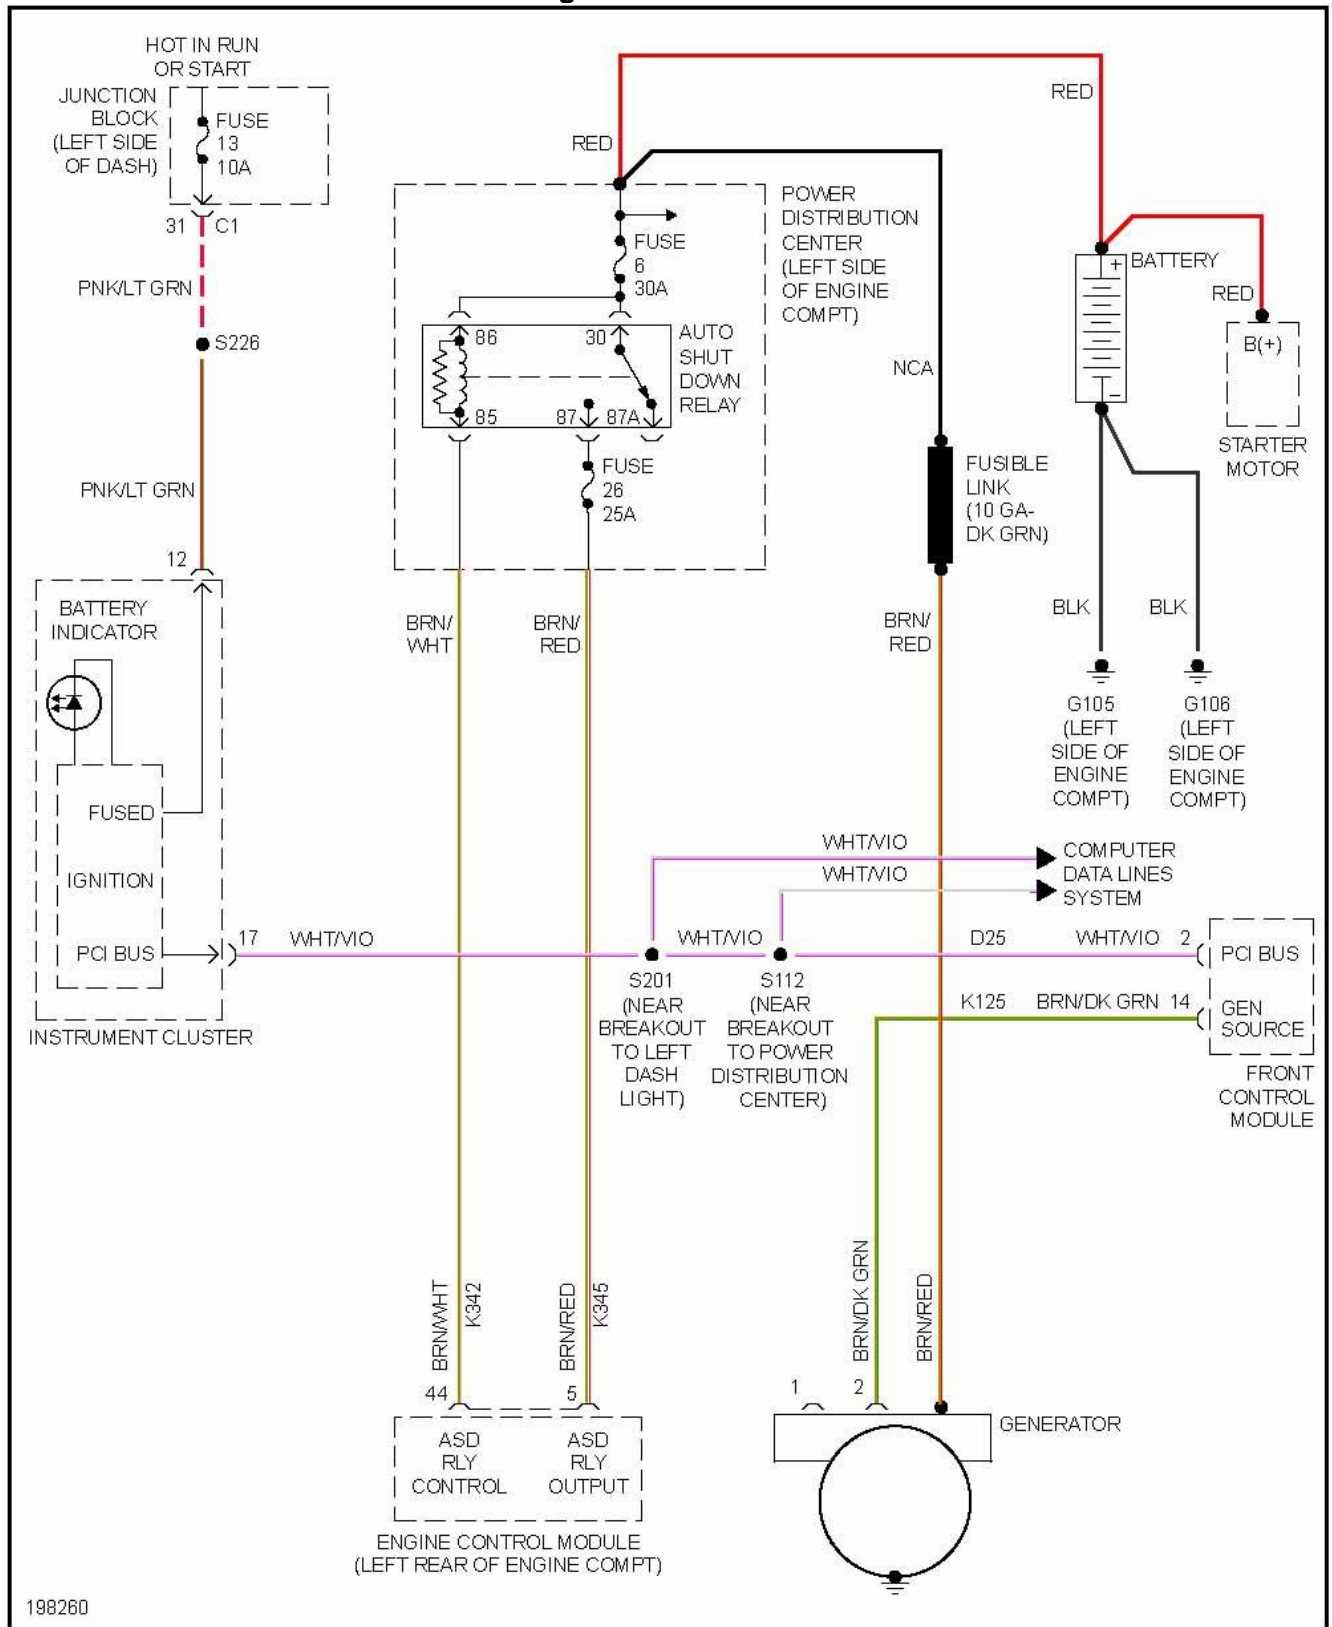 HOT IN RUN
OR START
JUNCTION
BLOCK
(LEFT SIDE
OF DASH)
FUSE
13
10A
31
C1
PNK/LT GRN
S226
PNK/LT GRN
12
BATTERY
INDICATOR
FUSED
IGNITION
PCI BUS
17
INSTRUMENT CLUSTER
RED
RED
POWER
DISTRIBUTION
CENTER
(LEFT SIDE
OF ENGINE
COMPT)
FUSE
6
30A
86
30
AUTO
SHUT
DOWN
RELAY
85
87
87A
FUSE
26
25A
BRN/
WHT
BRN/
RED
NCA
FUSIBLE
LINK
(10 GA-
DK GRN)
BRN/
RED
+
BATTERY
-
RED
B(+)
STARTER
MOTOR
BLK
BLK
G105
(LEFT
SIDE OF
ENGINE
COMPT)
G106
(LEFT
SIDE OF
ENGINE
COMPT)
WHT/VIO
WHT/VIO
COMPUTER
DATA LINES
SYSTEM
WHT/VIO
WHT/VIO
D25
WHT/VIO
2
PCI BUS
S201
(NEAR
BREAKOUT
TO LEFT
DASH
LIGHT)
S112
(NEAR
BREAKOUT
TO POWER
DISTRIBUTION
CENTER)
K125
BRN/DK GRN
14
GEN
SOURCE
FRONT
CONTROL
MODULE
BRN/WHT
K342
BRN/RED
K345
BRN/DK GRN
BRN/RED
44
5
ASD
RLY
CONTROL
ASD
RLY
OUTPUT
ENGINE CONTROL MODULE
(LEFT REAR OF ENGINE COMPT)
1
2
GENERATOR
198260